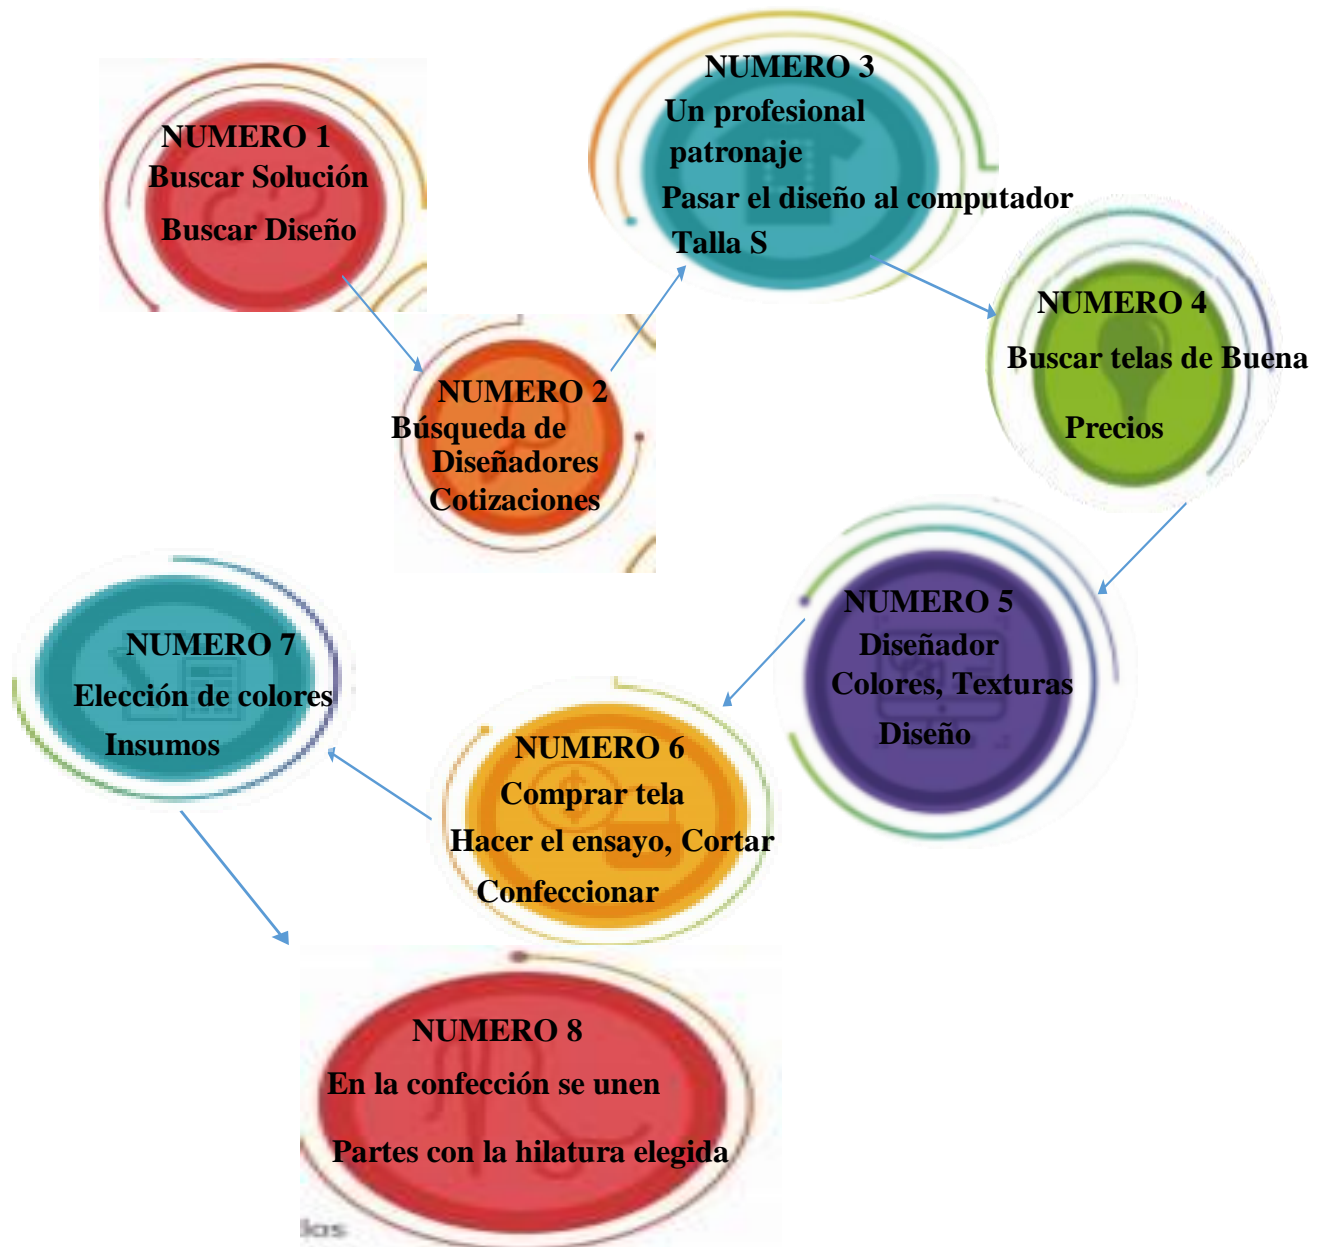 NUMERO 1
Buscar Solución
Buscar Diseño
NUMERO 2
Búsqueda de
Diseñadores
Cotizaciones
NUMERO 3
Un profesional
patronaje
Pasar el diseño al computador
Talla S
NUMERO 4
Buscar telas de Buena
Precios
NUMERO 5
Diseñador
Colores, Texturas
Diseño
NUMERO 6
Comprar tela
Hacer el ensayo, Cortar
Confeccionar
NUMERO 7
Elección de colores
Insumos
NUMERO 8
En la confección se unen
Partes con la hilatura elegida